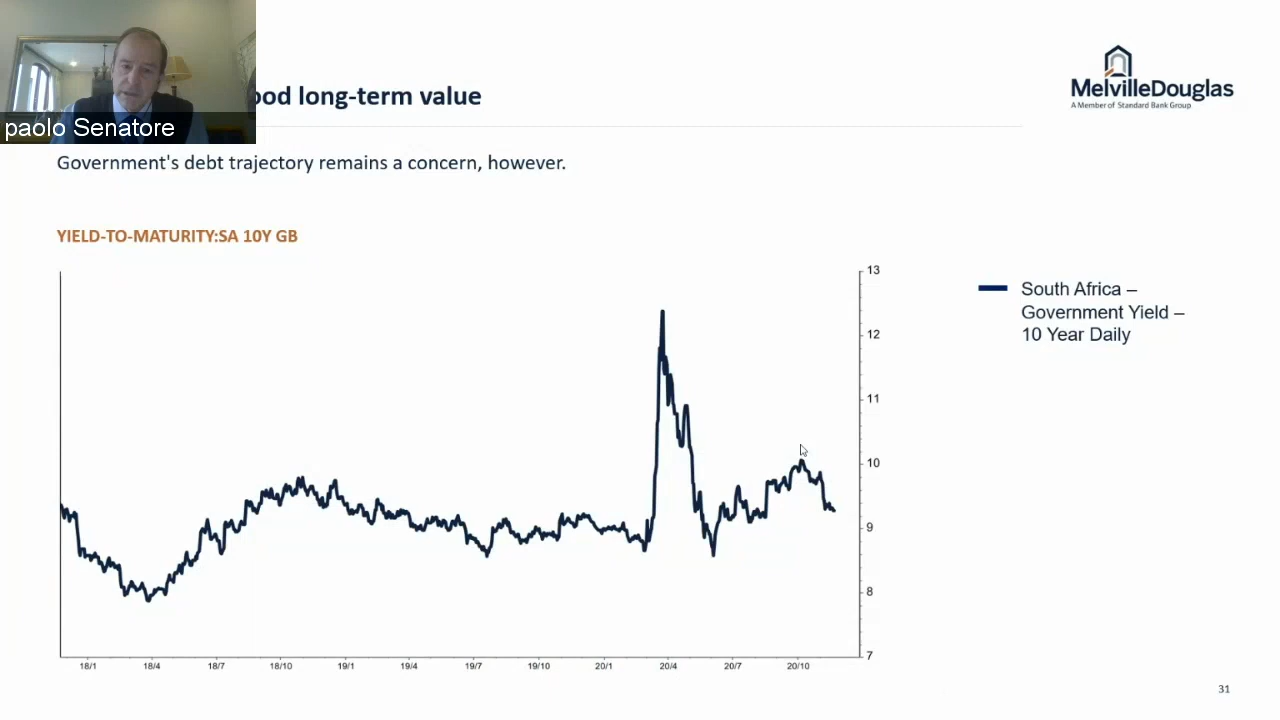 paolo Senatore
ood long-term value
MelvilleDouglas
A Member of Standard Bank Group
Government's debt trajectory remains a concern, however.
YIELD-TO-MATURITY:SA 10Y GB
13
12
11
10
9
8
7
South Africa –
Government Yield –
10 Year Daily
18/1 18/4 18/7 18/10 19/1 19/4 19/7 19/10 20/1 20/4 20/7 20/10
31